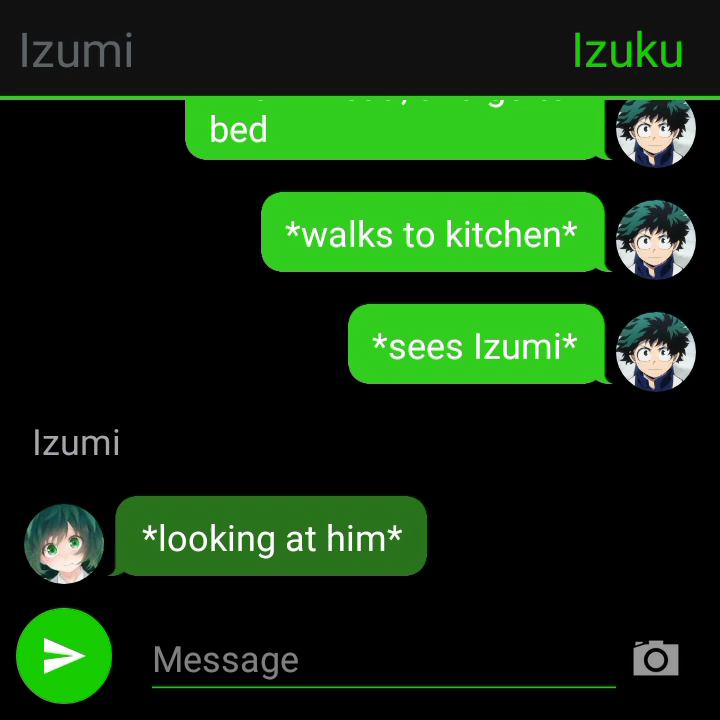 Izumi
Izuku
bed
*walks to kitchen*
*sees Izumi*
Izumi
*looking at him*
Message